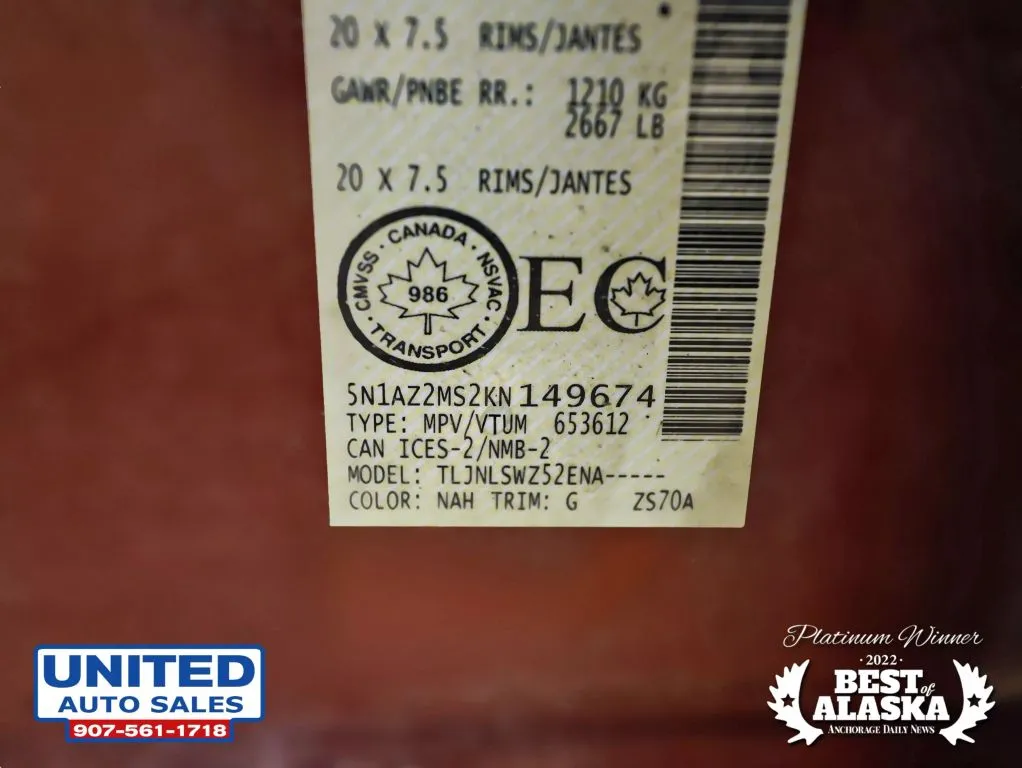 20 X 7.5 RIMS/JANTES
GAWR/PNBE RR.: 1210 KG
2667 LB
20 X 7.5 RIMS/JANTES
CMVSS · CANADA · NSVAC · TRANSPORT ·
986
EC
5N1AZ2MS2KN149674
TYPE: MPV/VTUM 653612
CAN ICES-2/NMB-2
MODEL: TLJNLSWZ52ENA-----
COLOR: NAH TRIM: G ZS70A
UNITED
AUTO SALES
907-561-1718
Platinum Winner
·2022·
BEST of
ALASKA
ANCHORAGE DAILY NEWS